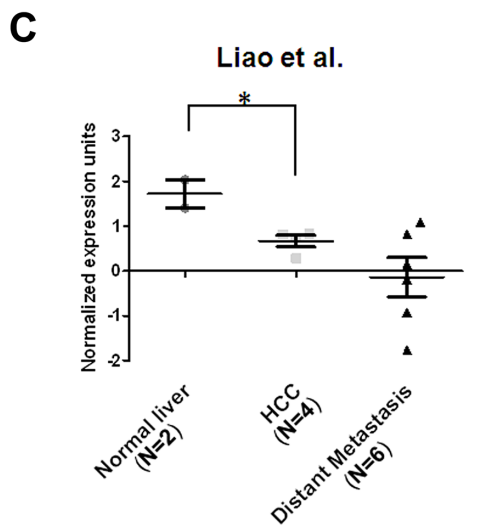 C
Liao et al.
*
Normalized expression units
3
2
1
0
-1
-2
Normal liver
(N=2)
HCC
(N=4)
Distant Metastasis
(N=6)